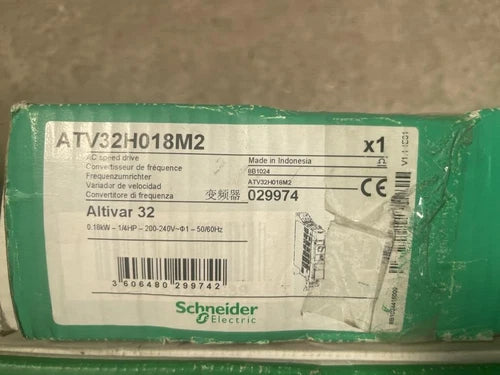 ATV32H018M2 x1
AC speed drive
Convertisseur de fréquence
Frequenzumrichter
Variador de velocidad
Convertitore di frequenza 变频器
Made in Indonesia
8B1024
ATV32H018M2
029974 CE
Altivar 32
0.18kW - 1/4HP - 200-240V~Φ1 - 50/60Hz
3 606480 299742
Schneider
Electric